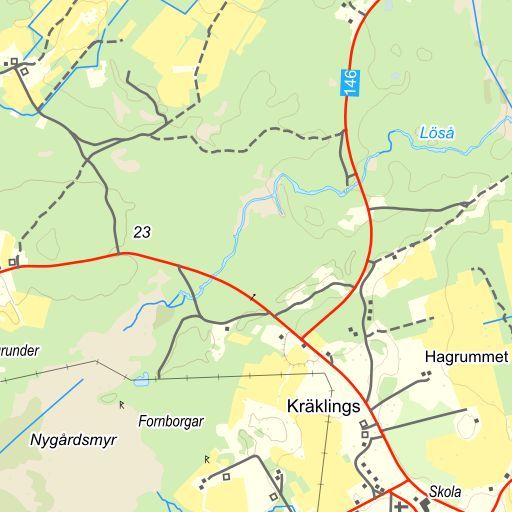 146
Löså
23
runder
Hagrummet
Kräklings
Fornborgar
Nygårdsmyr
R
R
Skola